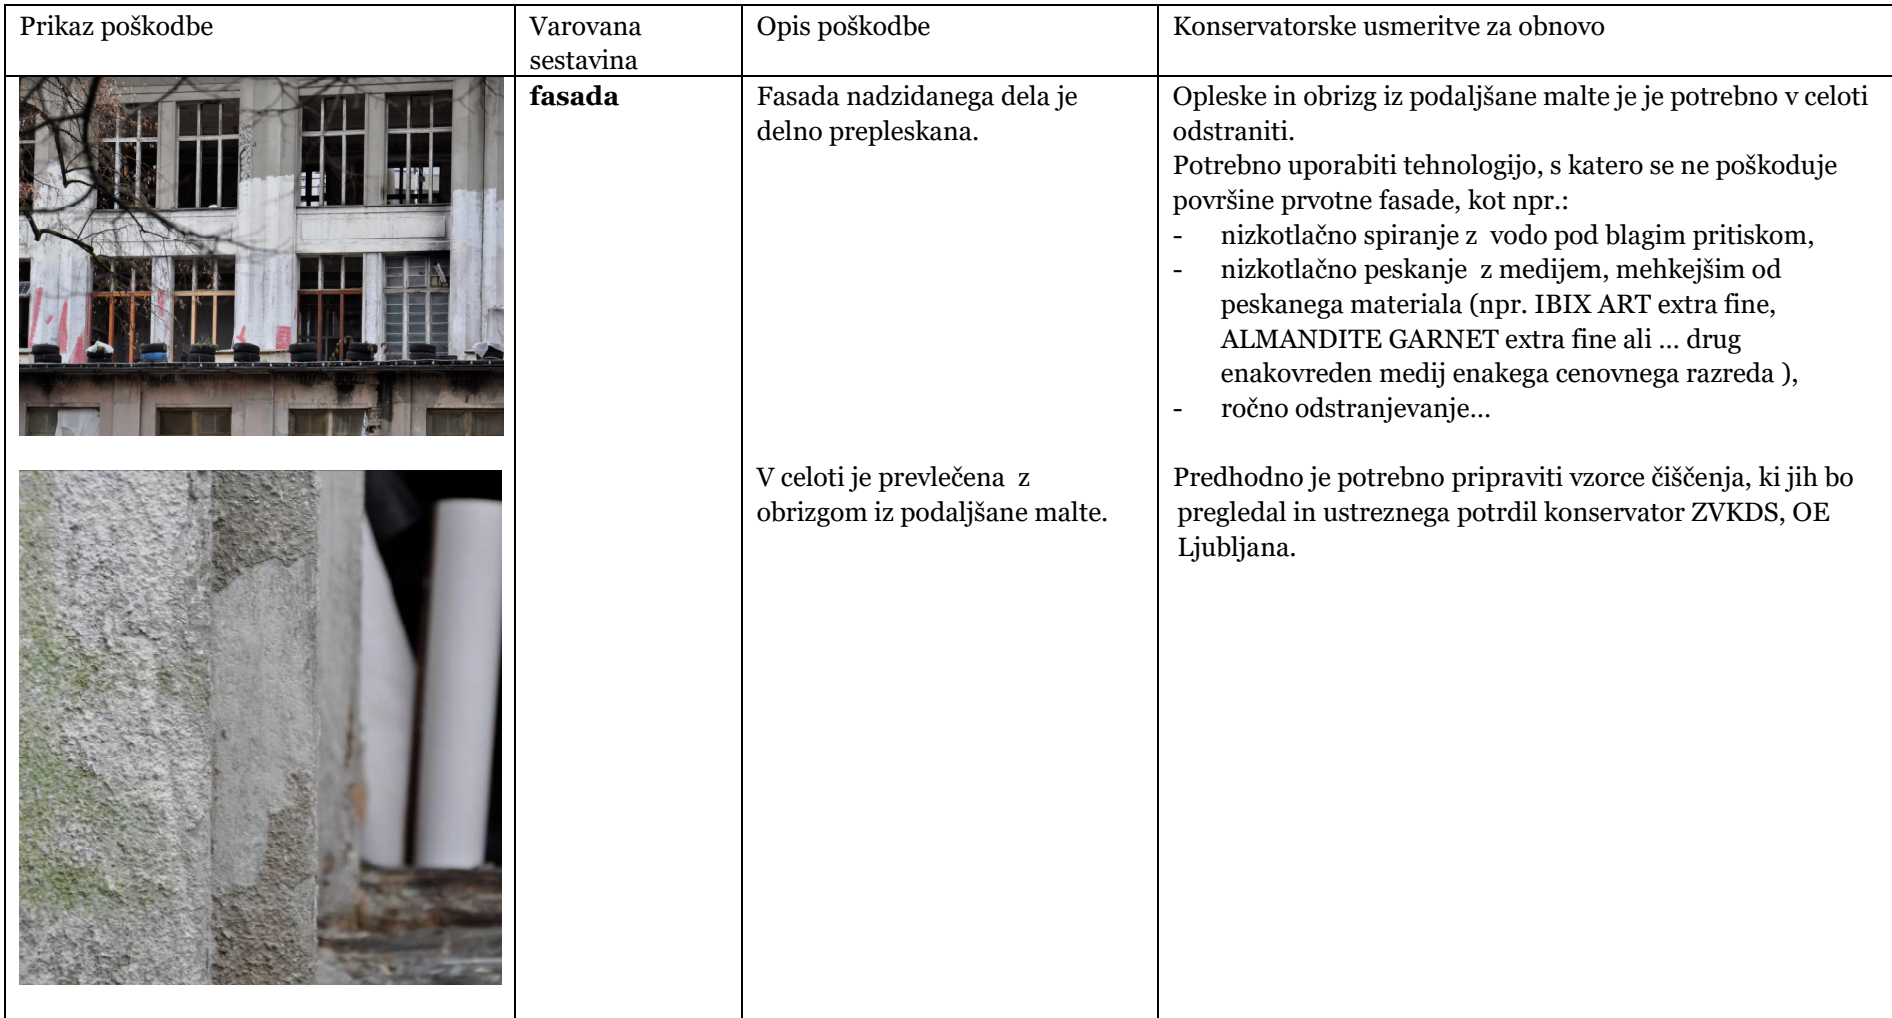 Prikaz poškodbe
Varovana
sestavina
Opis poškodbe
Konservatorske usmeritve za obnovo
fasada
Fasada nadzidanega dela je
delno prepleskana.
Opleske in obrizg iz podaljšane malte je je potrebno v celoti
odstraniti.
Potrebno uporabiti tehnologijo, s katero se ne poškoduje
površine prvotne fasade, kot npr.:
- nizkotlačno spiranje z  vodo pod blagim pritiskom,
- nizkotlačno peskanje  z medijem, mehkejšim od
peskanega materiala (npr. IBIX ART extra fine,
ALMANDITE GARNET extra fine ali ... drug
enakovreden medij enakega cenovnega razreda ),
- ročno odstranjevanje...
V celoti je prevlečena  z
obrizgom iz podaljšane malte.
Predhodno je potrebno pripraviti vzorce čiščenja, ki jih bo
pregledal in ustreznega potrdil konservator ZVKDS, OE
Ljubljana.